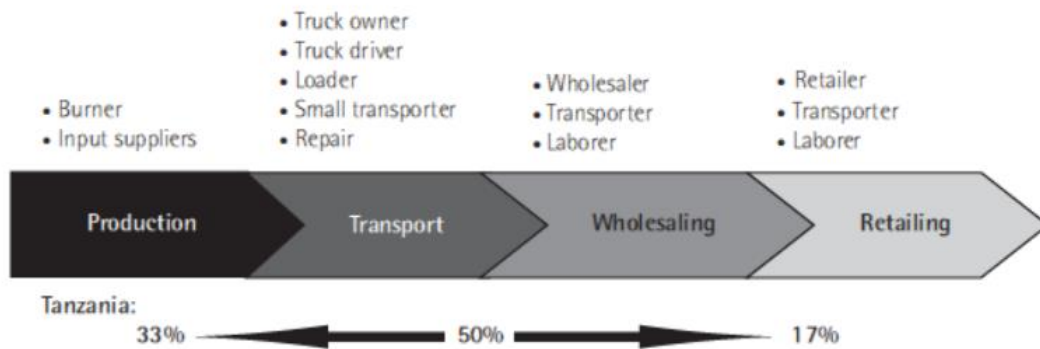 • Burner
• Input suppliers
• Truck owner
• Truck driver
• Loader
• Small transporter
• Repair
• Wholesaler
• Transporter
• Laborer
• Retailer
• Transporter
• Laborer
Production
Transport
Wholesaling
Retailing
Tanzania:
33%
50%
17%